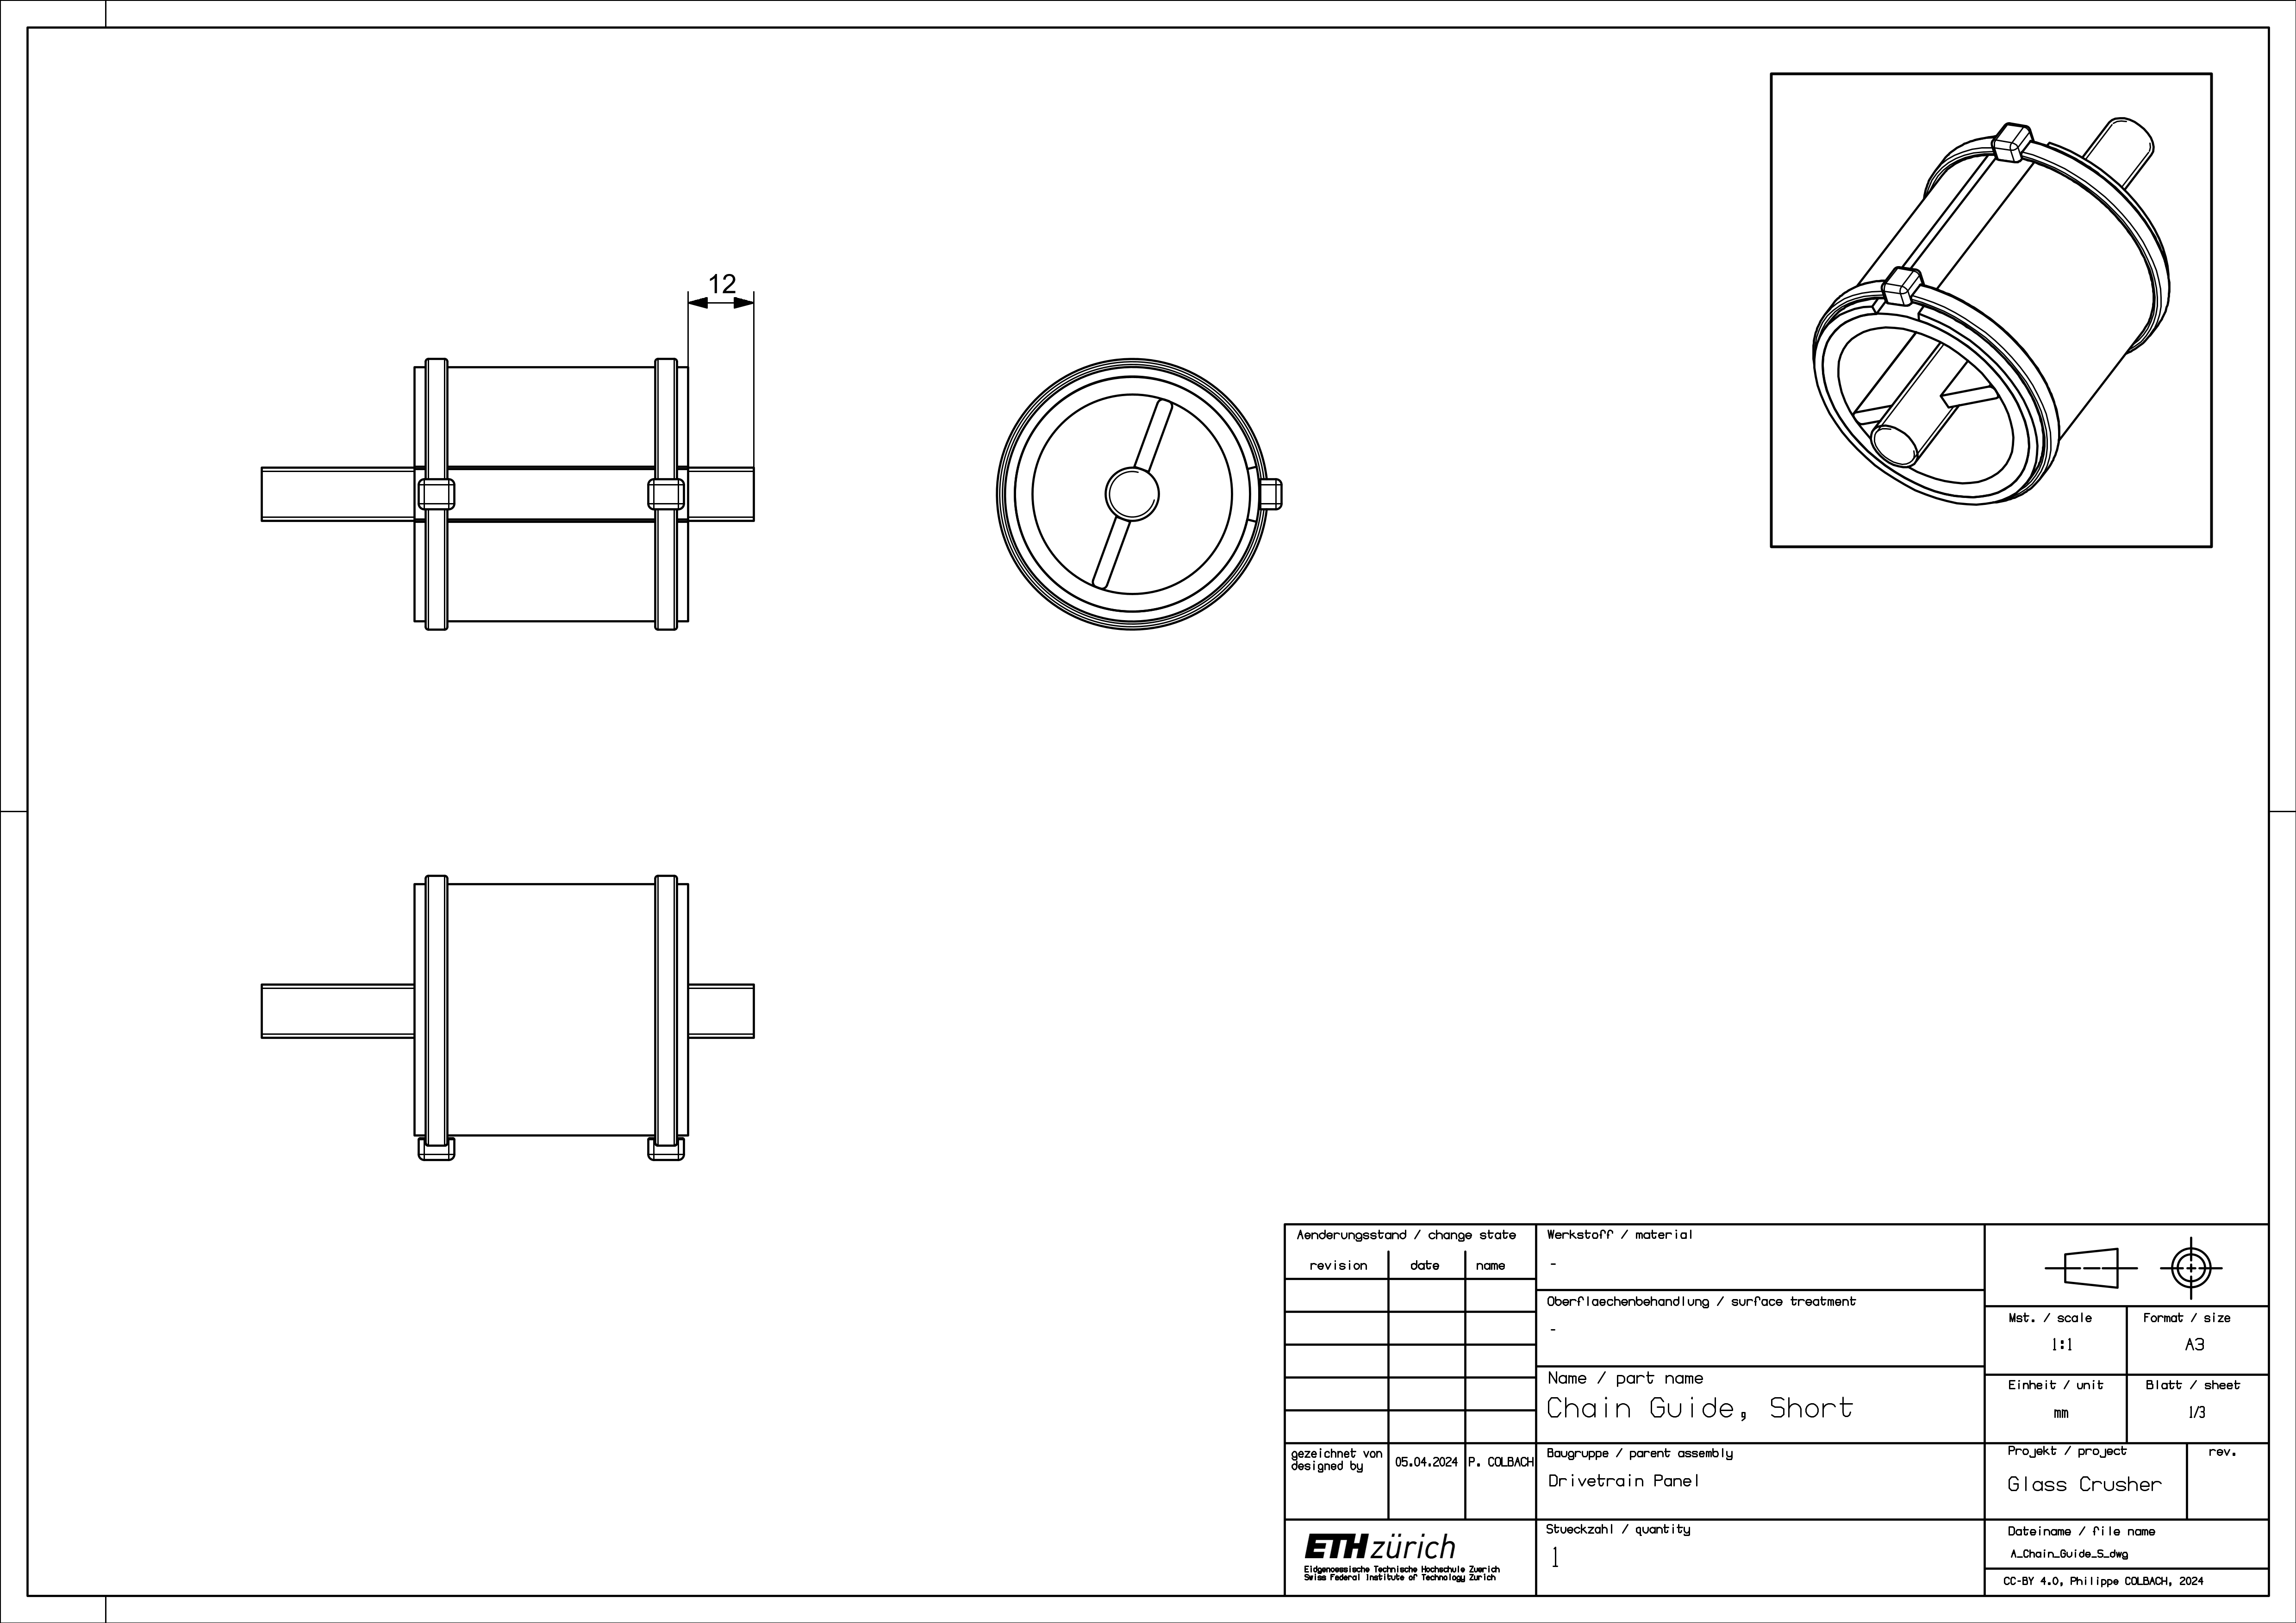 12
Aenderungsstand / change state
revision date name
gezeichnet von
designed by
05.04.2024
P. COLBACH
ETH zürich
Eidgenoessische Technische Hochschule Zuerich
Swiss Federal Institute of Technology Zurich
Werkstoff / material
-
Oberflaechenbehandlung / surface treatment
-
Name / part name
Chain Guide, Short
Baugruppe / parent assembly
Drivetrain Panel
Stueckzahl / quantity
1
Mst. / scale
1:1
Format / size
A3
Einheit / unit
mm
Blatt / sheet
1/3
Projekt / project
Glass Crusher
rev.
Dateiname / file name
A_Chain_Guide_S_dwg
CC-BY 4.0, Philippe COLBACH, 2024